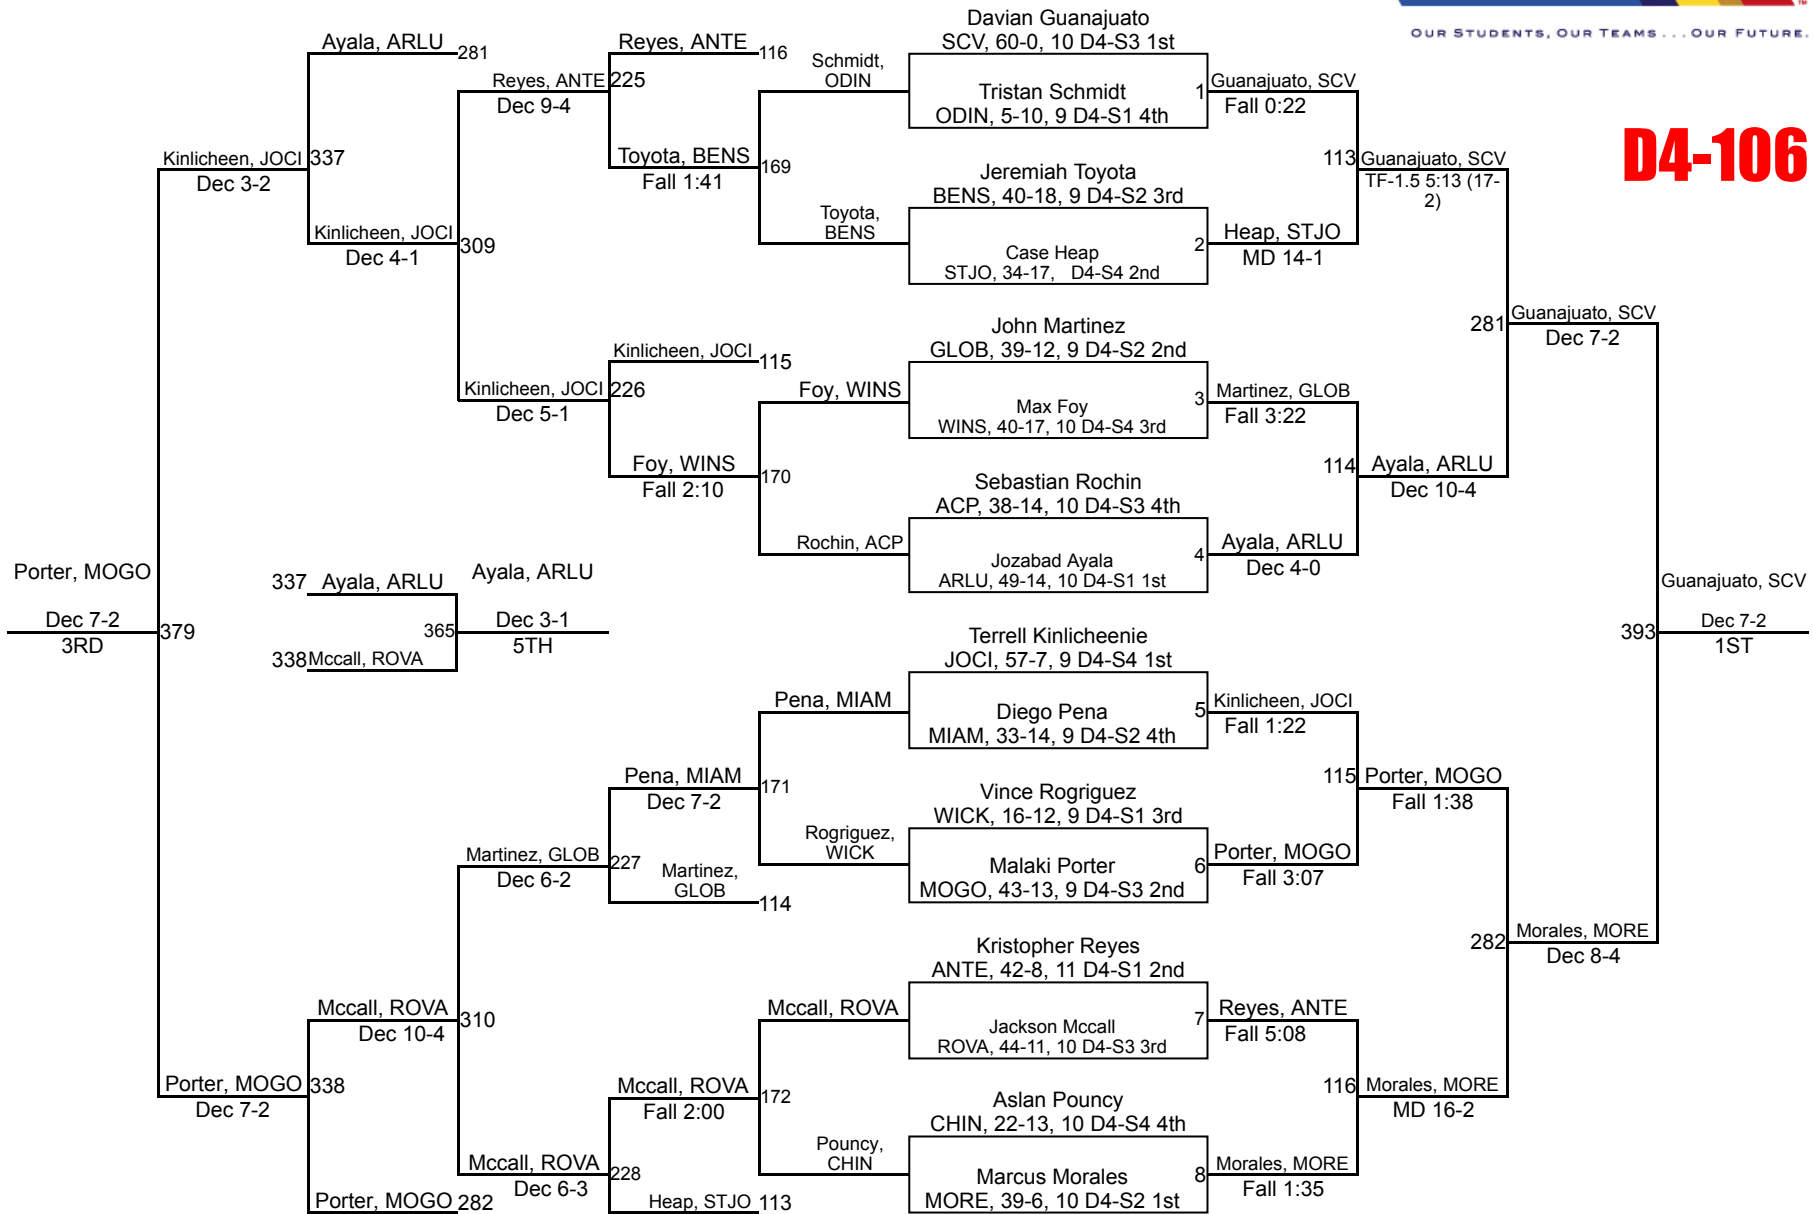 OUR STUDENTS, OUR TEAMS . . . OUR FUTURE.
TM
D4-106
Ayala, ARLU
281
Kinlicheen, JOCI
337
Dec 3-2
Kinlicheen, JOCI
309
Dec 4-1
Reyes, ANTE
225
Dec 9-4
Kinlicheen, JOCI
226
Dec 5-1
Reyes, ANTE
116
Toyota, BENS
169
Fall 1:41
Kinlicheen, JOCI
115
Foy, WINS
170
Fall 2:10
Schmidt,
ODIN
Toyota,
BENS
Foy, WINS
Rochin, ACP
Davian Guanajuato
SCV, 60-0, 10 D4-S3 1st
Tristan Schmidt
ODIN, 5-10, 9 D4-S1 4th
1
Jeremiah Toyota
BENS, 40-18, 9 D4-S2 3rd
Case Heap
STJO, 34-17, D4-S4 2nd
2
John Martinez
GLOB, 39-12, 9 D4-S2 2nd
Max Foy
WINS, 40-17, 10 D4-S4 3rd
3
Sebastian Rochin
ACP, 38-14, 10 D4-S3 4th
Jozabad Ayala
ARLU, 49-14, 10 D4-S1 1st
4
Guanajuato, SCV
Fall 0:22
Heap, STJO
MD 14-1
Martinez, GLOB
Fall 3:22
Ayala, ARLU
Dec 4-0
113
Guanajuato, SCV
TF-1.5 5:13 (17-
2)
114
Ayala, ARLU
Dec 10-4
281
Guanajuato, SCV
Dec 7-2
Porter, MOGO
Dec 7-2
3RD
379
337
Ayala, ARLU
338
Mccall, ROVA
365
Ayala, ARLU
Dec 3-1
5TH
393
Guanajuato, SCV
Dec 7-2
1ST
Terrell Kinlicheenie
JOCI, 57-7, 9 D4-S4 1st
Diego Pena
MIAM, 33-14, 9 D4-S2 4th
5
Vince Rogriguez
WICK, 16-12, 9 D4-S1 3rd
Malaki Porter
MOGO, 43-13, 9 D4-S3 2nd
6
Kristopher Reyes
ANTE, 42-8, 11 D4-S1 2nd
Jackson Mccall
ROVA, 44-11, 10 D4-S3 3rd
7
Aslan Pouncy
CHIN, 22-13, 10 D4-S4 4th
Marcus Morales
MORE, 39-6, 10 D4-S2 1st
8
Pena, MIAM
Rogriguez,
WICK
Mccall, ROVA
Pouncy,
CHIN
Pena, MIAM
171
Dec 7-2
Martinez,
GLOB
114
Mccall, ROVA
172
Fall 2:00
Heap, STJO
113
Martinez, GLOB
227
Dec 6-2
Mccall, ROVA
228
Dec 6-3
Mccall, ROVA
310
Dec 10-4
Porter, MOGO
282
Porter, MOGO
338
Dec 7-2
Kinlicheen, JOCI
Fall 1:22
Porter, MOGO
Fall 3:07
Reyes, ANTE
Fall 5:08
Morales, MORE
Fall 1:35
115
Porter, MOGO
Fall 1:38
116
Morales, MORE
MD 16-2
282
Morales, MORE
Dec 8-4